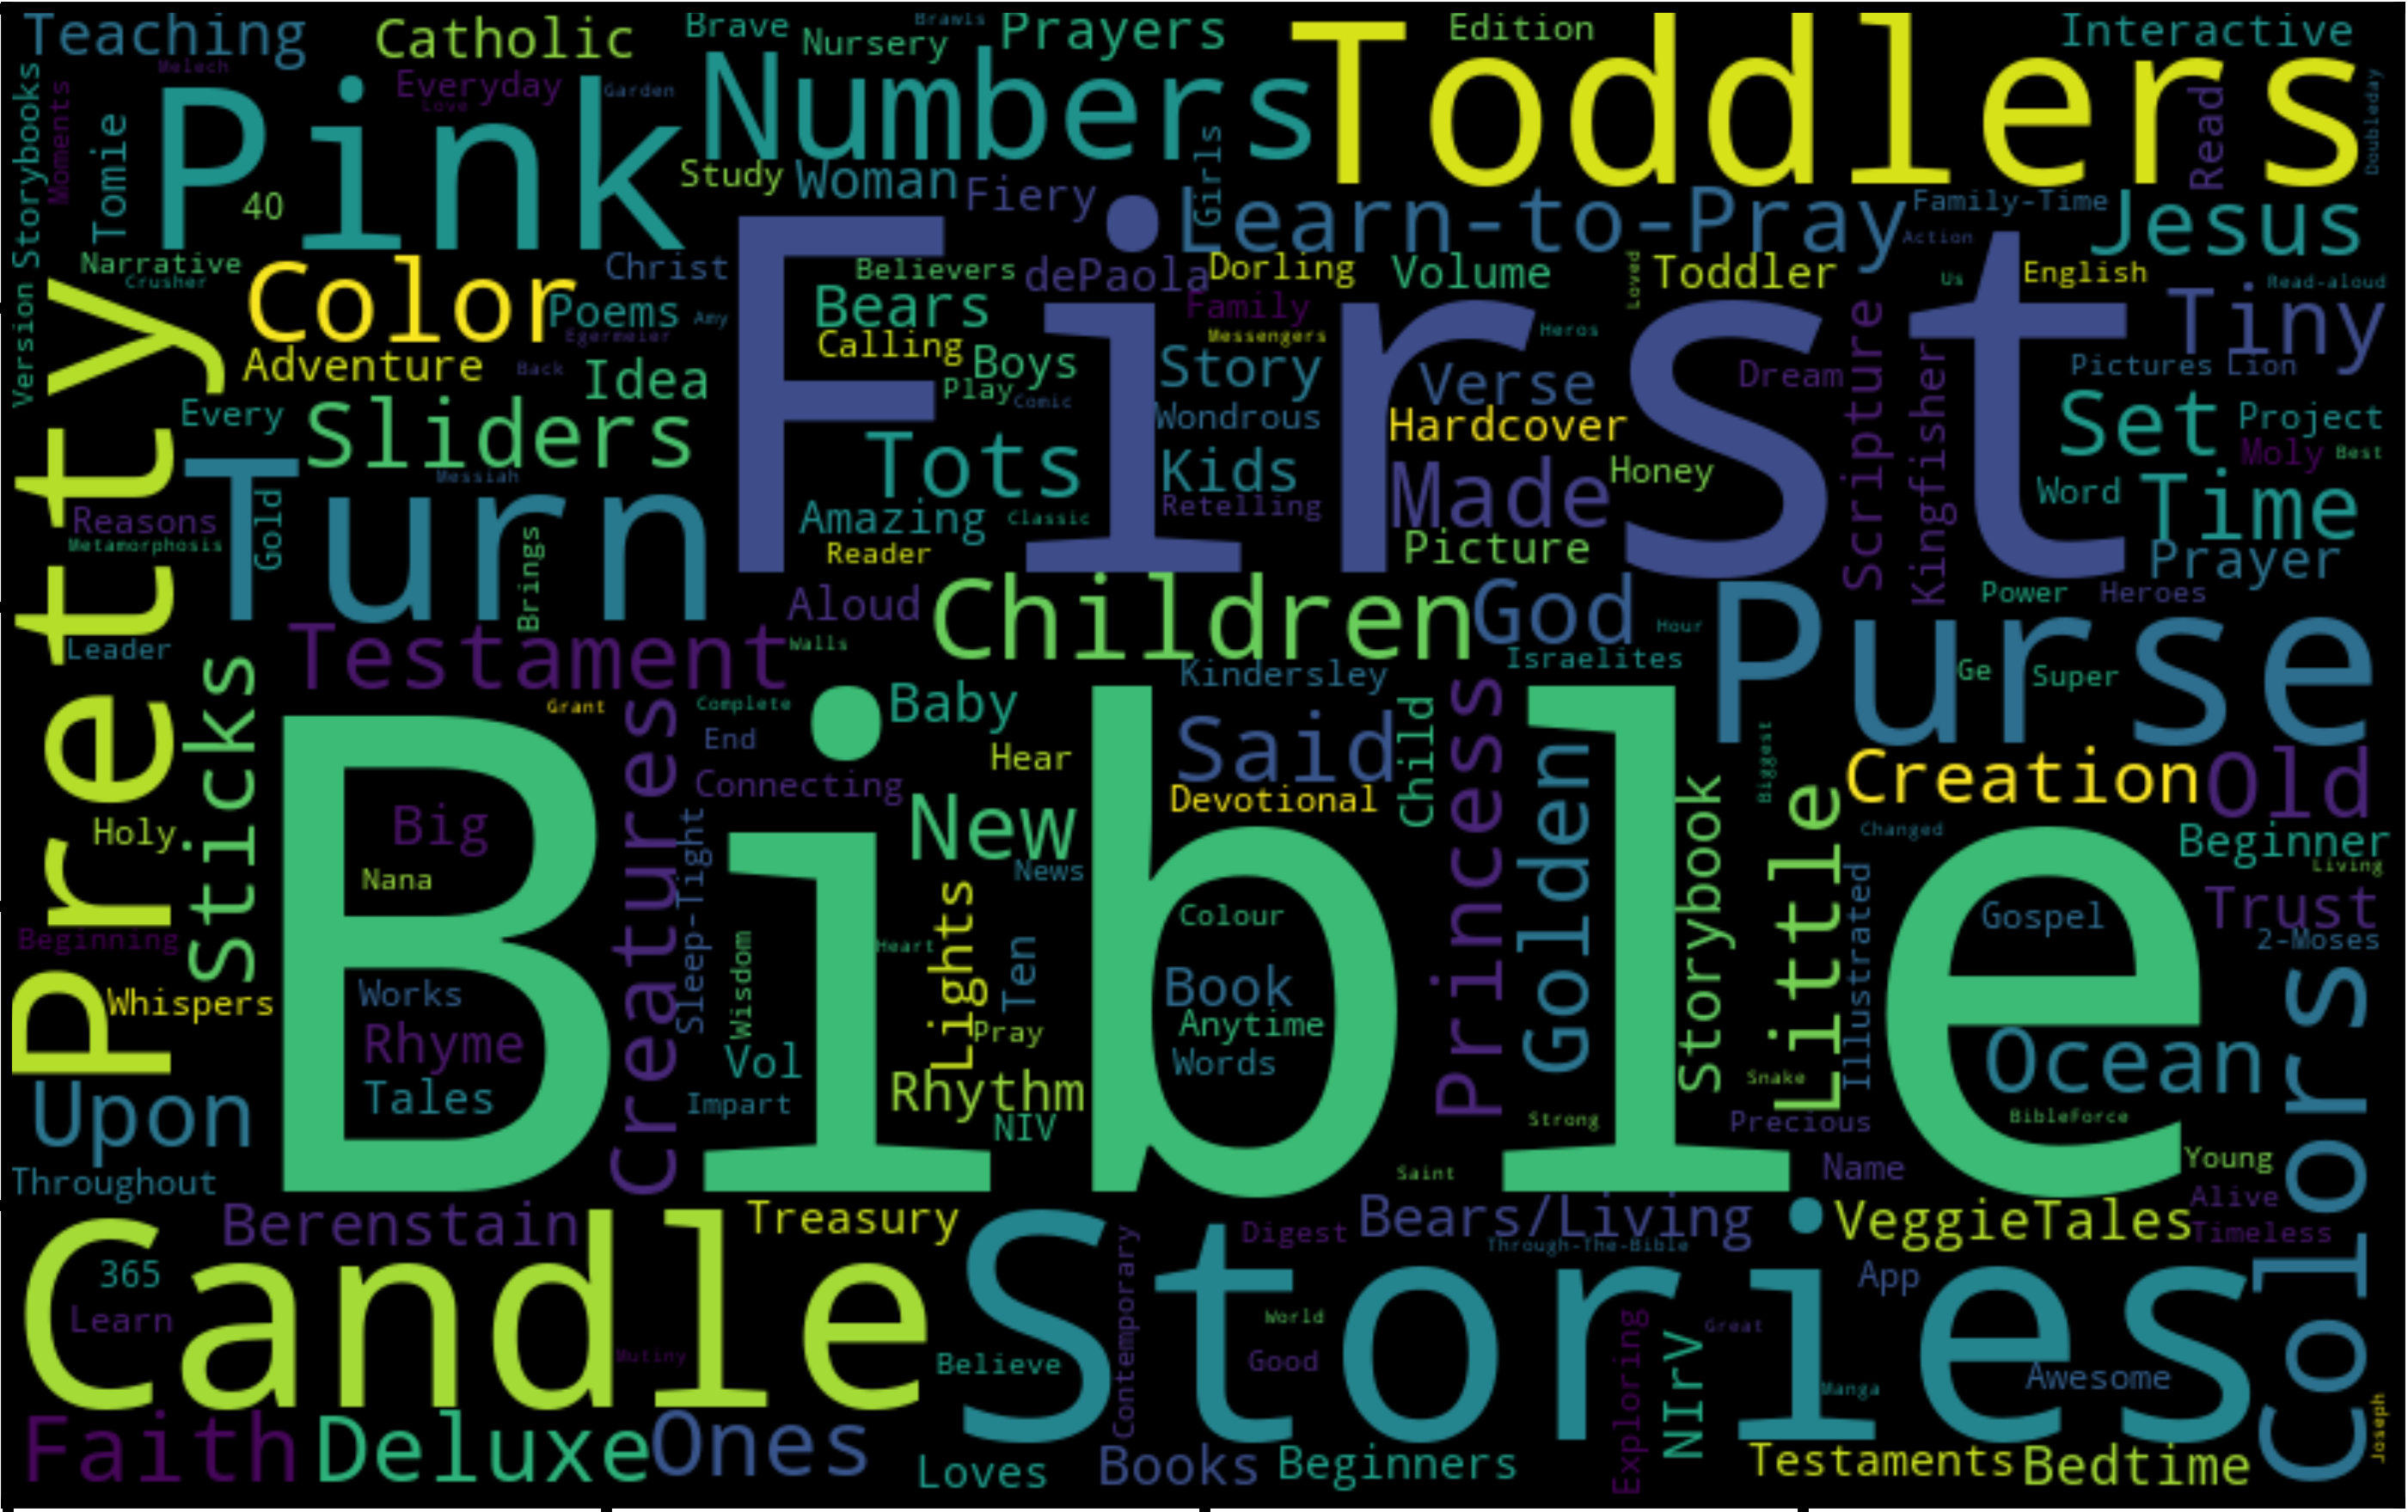 Teaching
Catholic
Brave
Brawls
Nursery
Prayers
Toddlers
Edition
Interactive
Version Storybooks
Moments
Melech
Everyday
Love
Garden
Pink
Numbers
Read
Doubleday
Tomie
40
Study
Woman
Fiery
Girls
Learn-to-Pray
Family-Time
Action
Jesus
Narrative
Crusher
Color
Christ
Believers
dePaola
Dorling
Volume
Loved
Toddler
Us
English
Read-aloud
Pretty
Poems
Amy
Egermeier
Bears
Family
Messengers
First
Heros
Tiny
Adventure
Back
Idea
Calling
Boys
Play
Comic
Story
Verse
Dream
Scripture
Kingfisher
Pictures
Lion
Every
Sliders
Wondrous
Hardcover
Set
Project
Messiah
Tots
Kids
Made
Honey
Moly
Best
Turn
Gold
Reasons
Metamorphosis
Brings
Amazing
Classic
Retelling
Word
Time
Reader
Picture
Prayer
Aloud
Children
God
Hour
Power
Heroes
Leader
Testament
Walls
Israelites
Purse
Ge
Super
Sticks
Kindersley
Grant
Creatures
Complete
Baby
End
Said
Child
Princess
Hear
Connecting
Devotional
Golden
Storybook
Biggest
Creation
Old
Holy
Big
Nana
Bible
Sleep-Tight
New
News
Little
Changed
Beginner
Living
Illustrated
Colour
Gospel
Trust
2-Moses
Beginning
Wisdom
Heart
Lights
Ten
Whispers
Works
Book
Rhyme
Pray
Anytime
Words
Vol
Ocean
Colors
Tales
Impart
Rhythm
NIV
Strong
Snake
Precious
BibleForce
Upon
Throughout
Saint
Name
Young
Alive
Candle
Berenstain
Treasury
Stories
Contemporary
Digest
Bears/Living
Through-The-Bible
VeggieTales
Timeless
365
Learn
App
World
Mutiny
Believe
Good
Exploring
NIrV
Great
Manga
Awesome
Joseph
Faith
Deluxe
Ones
Loves
Books
Beginners
Testaments
Bedtime